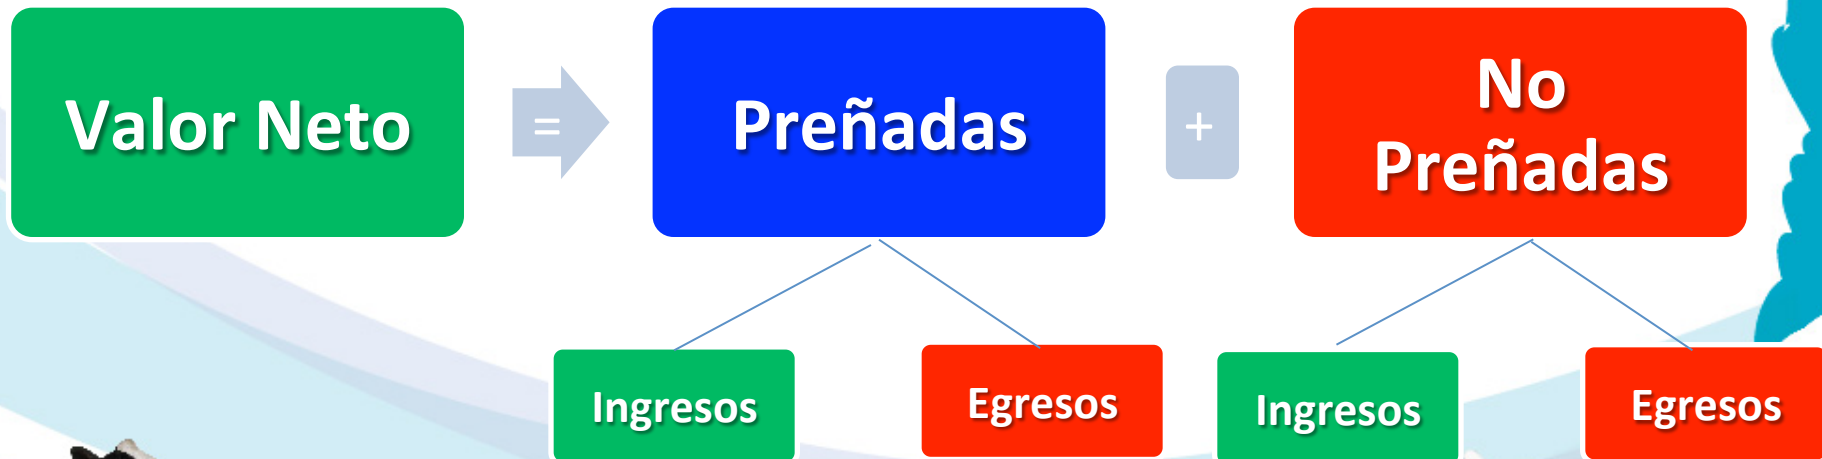 Valor Neto
=
Preñadas
+
No
Preñadas
Ingresos
Egresos
Ingresos
Egresos